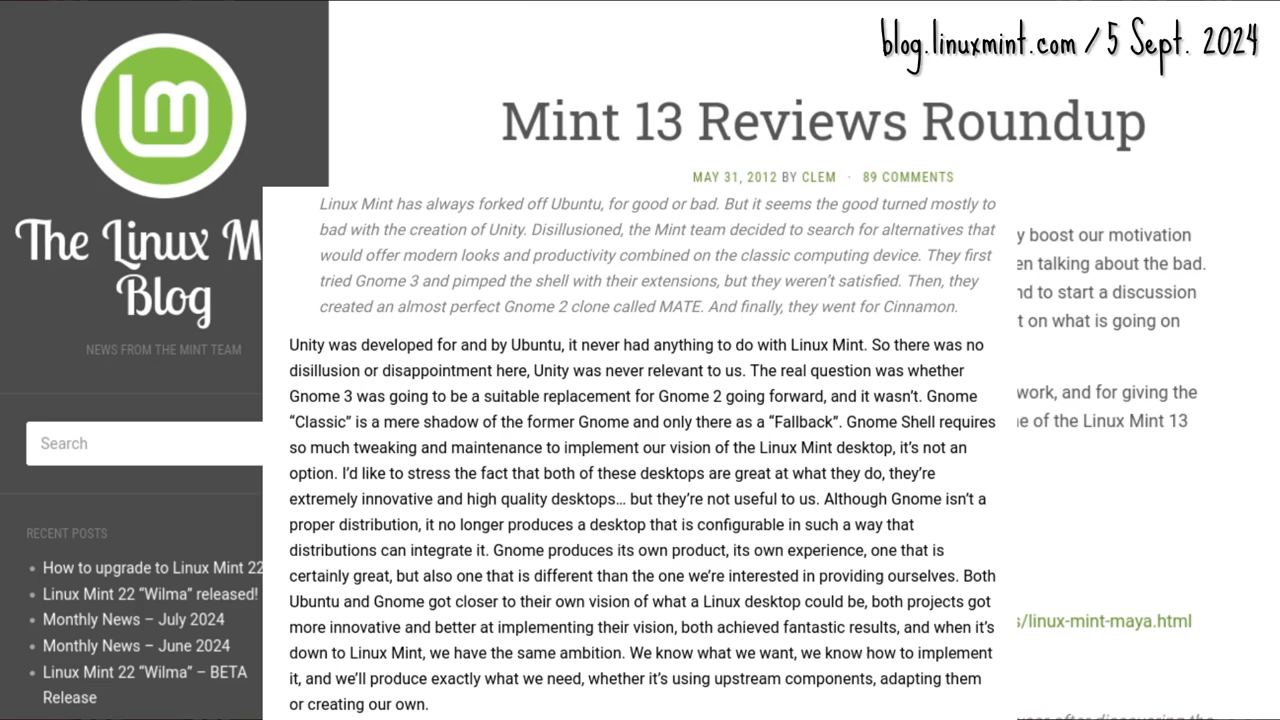 blog.linuxmint.com / 5 Sept. 2024
lm
The Linux M
Blog
NEWS FROM THE MINT TEAM
Search
RECENT POSTS
How to upgrade to Linux Mint 22
Linux Mint 22 “Wilma” released!
Monthly News – July 2024
Monthly News – June 2024
Linux Mint 22 “Wilma” – BETA
Release
Mint 13 Reviews Roundup
MAY 31, 2012 BY CLEM · 89 COMMENTS
Linux Mint has always forked off Ubuntu, for good or bad. But it seems the good turned mostly to
bad with the creation of Unity. Disillusioned, the Mint team decided to search for alternatives that
would offer modern looks and productivity combined on the classic computing device. They first
tried Gnome 3 and pimped the shell with their extensions, but they weren’t satisfied. Then, they
created an almost perfect Gnome 2 clone called MATE. And finally, they went for Cinnamon.
Unity was developed for and by Ubuntu, it never had anything to do with Linux Mint. So there was no
disillusion or disappointment here, Unity was never relevant to us. The real question was whether
Gnome 3 was going to be a suitable replacement for Gnome 2 going forward, and it wasn’t. Gnome
“Classic” is a mere shadow of the former Gnome and only there as a “Fallback”. Gnome Shell requires
so much tweaking and maintenance to implement our vision of the Linux Mint desktop, it’s not an
option. I’d like to stress the fact that both of these desktops are great at what they do, they’re
extremely innovative and high quality desktops… but they’re not useful to us. Although Gnome isn’t a
proper distribution, it no longer produces a desktop that is configurable in such a way that
distributions can integrate it. Gnome produces its own product, its own experience, one that is
certainly great, but also one that is different than the one we’re interested in providing ourselves. Both
Ubuntu and Gnome got closer to their own vision of what a Linux desktop could be, both projects got
more innovative and better at implementing their vision, both achieved fantastic results, and when it’s
down to Linux Mint, we have the same ambition. We know what we want, we know how to implement
it, and we’ll produce exactly what we need, whether it’s using upstream components, adapting them
or creating our own.
y boost our motivation
en talking about the bad.
nd to start a discussion
t on what is going on
work, and for giving the
ne of the Linux Mint 13
s/linux-mint-maya.html